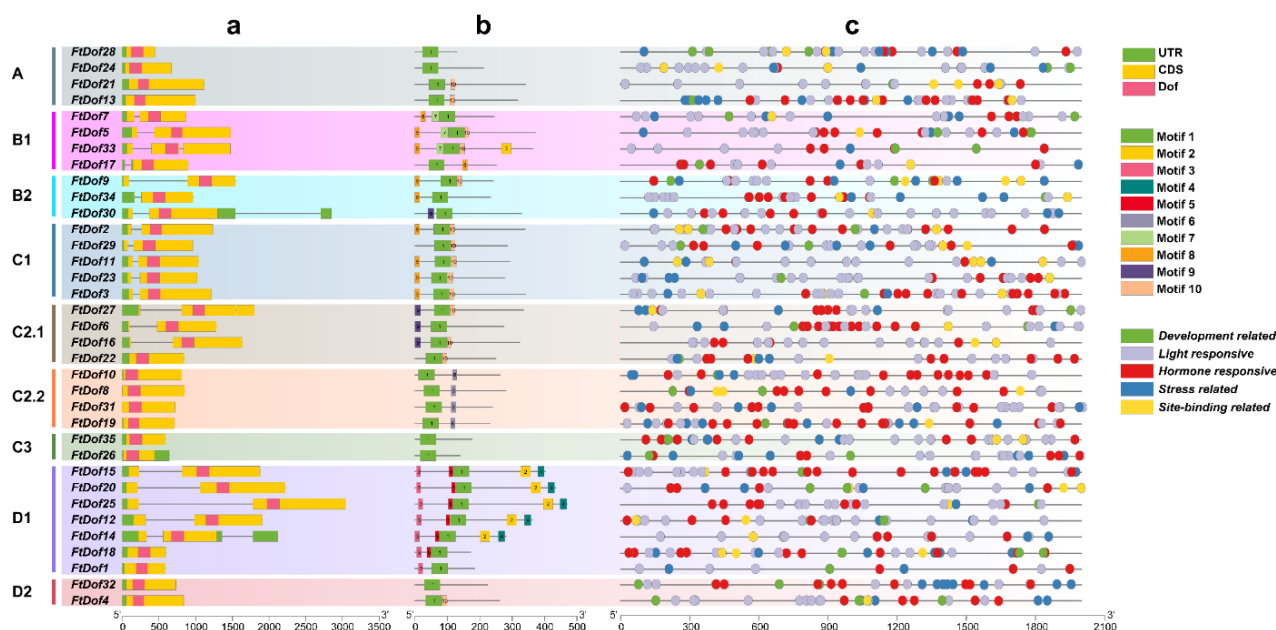 a b c
FtDof28
A FtDof24
FtDof21
FtDof13
FtDof7
B1 FtDof5
FtDof33
FtDof17
FtDof9
B2 FtDof34
FtDof30
FtDof2
FtDof29
C1 FtDof11
FtDof23
FtDof3
FtDof27
C2.1 FtDof6
FtDof16
FtDof22
FtDof10
C2.2 FtDof8
FtDof31
FtDof19
C3 FtDof35
FtDof26
FtDof15
FtDof20
D1 FtDof25
FtDof12
FtDof14
FtDof18
FtDof1
D2 FtDof32
FtDof4
5' 3' 5' 3' 5' 3'
0 500 1000 1500 2000 2500 3000 3500
0 100 200 300 400 500
0 300 600 900 1200 1500 1800 2100
UTR
CDS
Dof
Motif 1
Motif 2
Motif 3
Motif 4
Motif 5
Motif 6
Motif 7
Motif 8
Motif 9
Motif 10
Development related
Light responsive
Hormone responsive
Stress related
Site-binding related